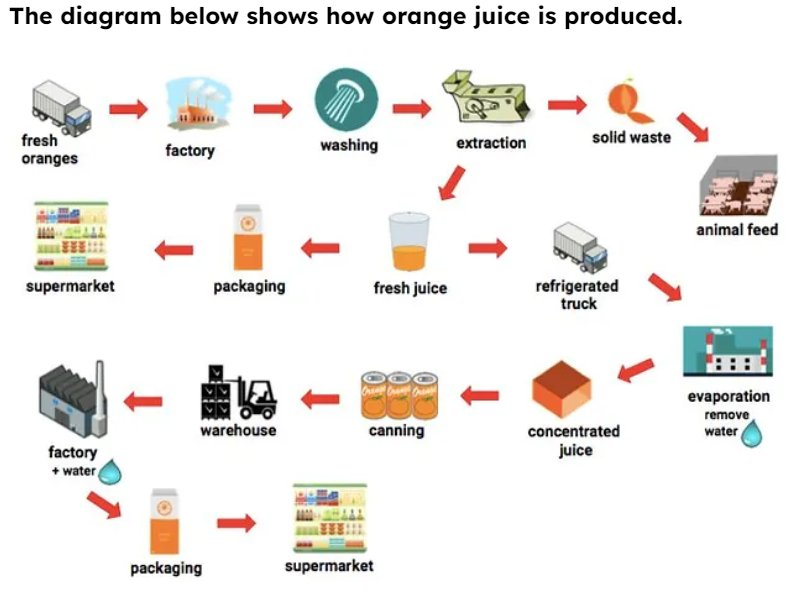 The diagram below shows how orange juice is produced.
fresh
oranges
factory
washing
extraction
solid waste
animal feed
supermarket
packaging
fresh juice
refrigerated
truck
evaporation
remove
water
concentrated
juice
canning
warehouse
factory
+ water
packaging
supermarket